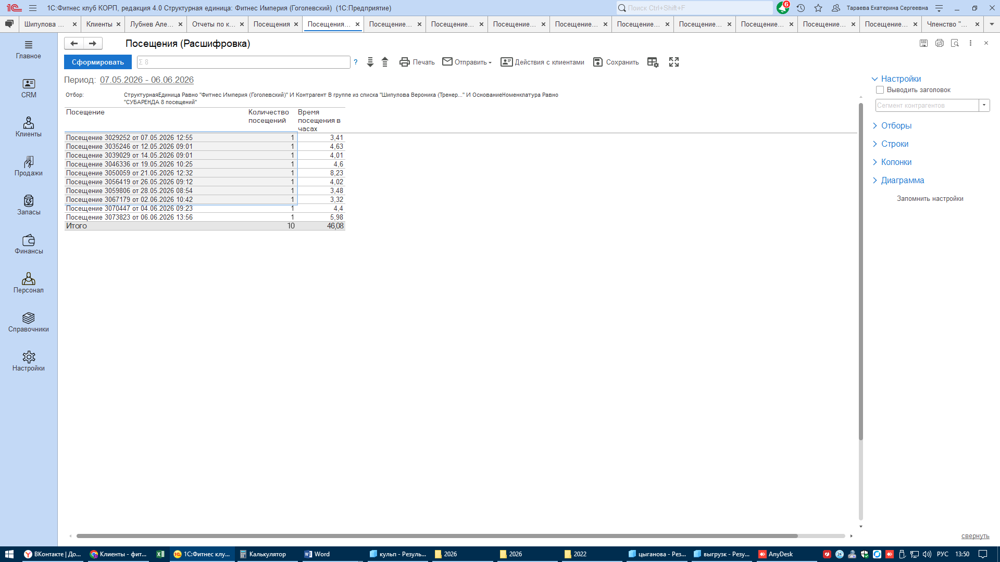 1С:Фитнес клуб КОРП, редакция 4.0 Структурная единица: Фитнес Империя (Гоголевский) (1С:Предприятие)
Поиск Ctrl+Shift+F
6
Тараева Екатерина Сергеевна
Шипулова ...
Клиенты
Лубнев Але...
Отчеты по к...
Посещения
Посещения...
Посещение...
Посещение...
Посещение...
Посещение...
Посещение...
Посещение...
Посещение...
Посещение...
Посещение...
Членство "...
Главное
CRM
Клиенты
Продажи
Запасы
Финансы
Персонал
Справочники
Настройки
Посещения (Расшифровка)
Сформировать
Σ 8
?
Печать
Отправить
Действия с клиентами
Сохранить
Период: 07.05.2026 - 06.06.2026
Отбор: СтруктурнаяЕдиница Равно "Фитнес Империя (Гоголевский)" И Контрагент В группе из списка "Шипулова Вероника (Тренер..." И ОснованиеНоменклатура Равно
"СУБАРЕНДА 8 посещений"
Посещение Количество посещений Время посещения в часах
Посещение 3029252 от 07.05.2026 12:55 1 3,41
Посещение 3035246 от 12.05.2026 09:01 1 4,63
Посещение 3039029 от 14.05.2026 09:01 1 4,01
Посещение 3046336 от 19.05.2026 10:25 1 4,6
Посещение 3050059 от 21.05.2026 12:32 1 8,23
Посещение 3056419 от 26.05.2026 09:12 1 4,02
Посещение 3059806 от 28.05.2026 08:54 1 3,48
Посещение 3067179 от 02.06.2026 10:42 1 3,32
Посещение 3070447 от 04.06.2026 09:23 1 4,4
Посещение 3073823 от 06.06.2026 13:56 1 5,98
Итого 10 46,08
Настройки
Выводить заголовок
Сегмент контрагентов
Отборы
Строки
Колонки
Диаграмма
Запомнить настройки
свернуть
ВКонтакте | До...
Клиенты - фит...
1С:Фитнес клу...
Калькулятор
Word
кульп - Резуль...
2026
2026
2022
цыганова - Рез...
выгрузк - Резу...
AnyDesk
24
РУС
13:50